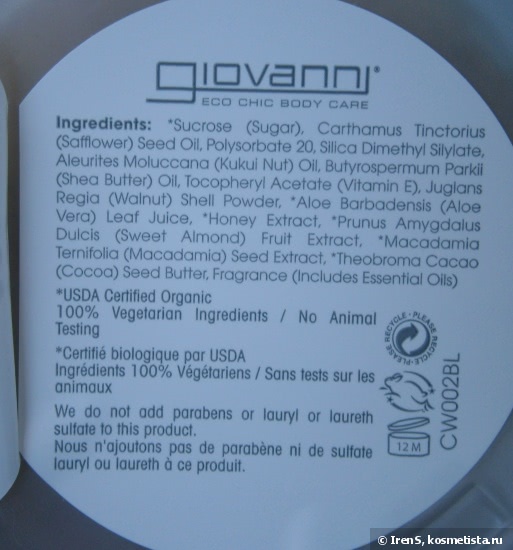 giovanni
ECO CHIC BODY CARE
Ingredients: *Sucrose (Sugar), Carthamus Tinctorius
(Safflower) Seed Oil, Polysorbate 20, Silica Dimethyl Silylate,
Aleurites Moluccana (Kukui Nut) Oil, Butyrospermum Parkii
(Shea Butter) Oil, Tocopheryl Acetate (Vitamin E), Juglans
Regia (Walnut) Shell Powder, *Aloe Barbadensis (Aloe
Vera) Leaf Juice, *Honey Extract, *Prunus Amygdalus
Dulcis (Sweet Almond) Fruit Extract, *Macadamia
Ternifolia (Macadamia) Seed Extract, *Theobroma Cacao
(Cocoa) Seed Butter, Fragrance (Includes Essential Oils)
*USDA Certified Organic
100% Vegetarian Ingredients / No Animal
Testing
*Certifié biologique par USDA
Ingrédients 100% Végétariens / Sans tests sur les
animaux
We do not add parabens or lauryl or laureth
sulfate to this product.
Nous n'ajoutons pas de parabène ni de sulfate
lauryl ou laureth à ce produit.
RECYCLE • PLEASE RECYCLE • PLEASE
12 M
CW002BL
© IrenS, kosmetista.ru